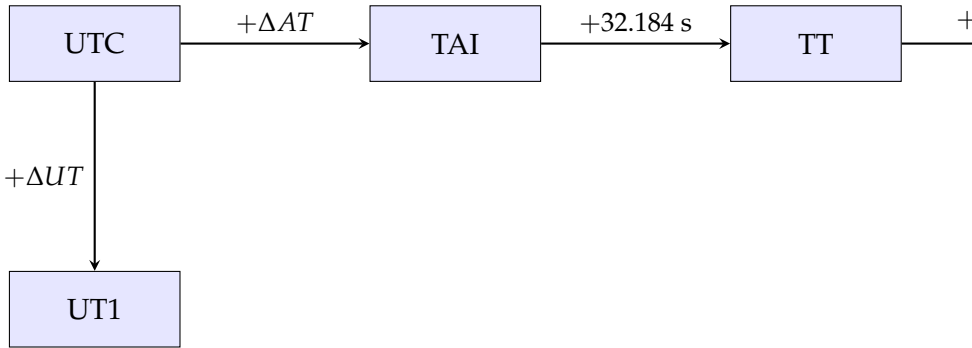 UTC +ΔAT TAI +32.184 s TT +
+ΔUT
UT1